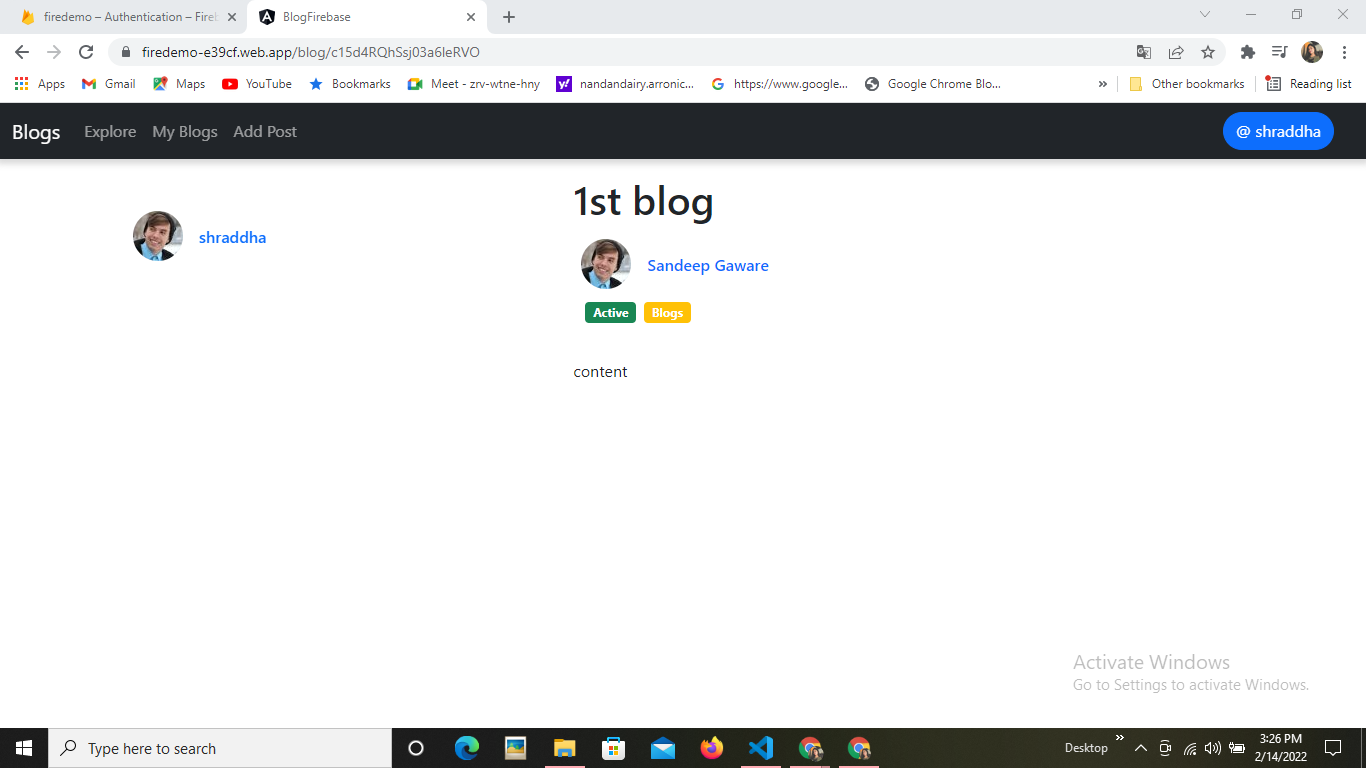 firedemo – Authentication – Fireb
BlogFirebase
firedemo-e39cf.web.app/blog/c15d4RQhSsj03a6leRVO
Apps
Gmail
Maps
YouTube
Bookmarks
Meet - zrv-wtne-hny
nandandairy.arronic...
https://www.google...
Google Chrome Blo...
»
Other bookmarks
Reading list
Blogs
Explore
My Blogs
Add Post
@ shraddha
1st blog
shraddha
Sandeep Gaware
Active
Blogs
content
Activate Windows
Go to Settings to activate Windows.
Type here to search
Desktop
»
3:26 PM
2/14/2022